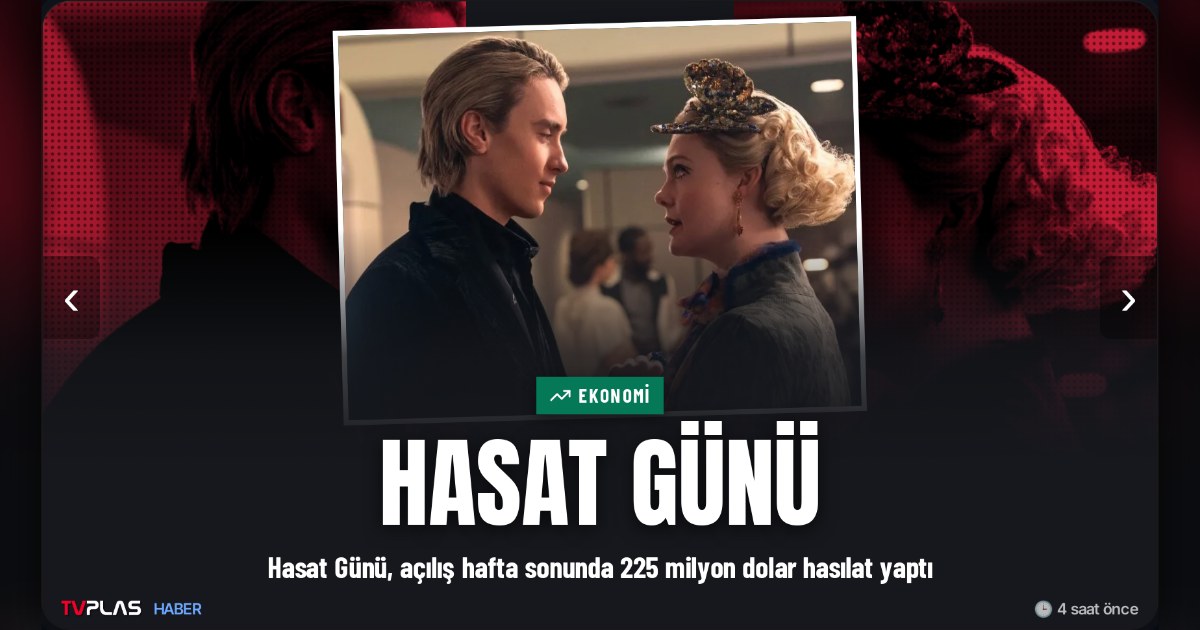 EKONOMİ
HASAT GÜNÜ
Hasat Günü, açılış hafta sonunda 225 milyon dolar hasılat yaptı
TVPLAS HABER
4 saat önce